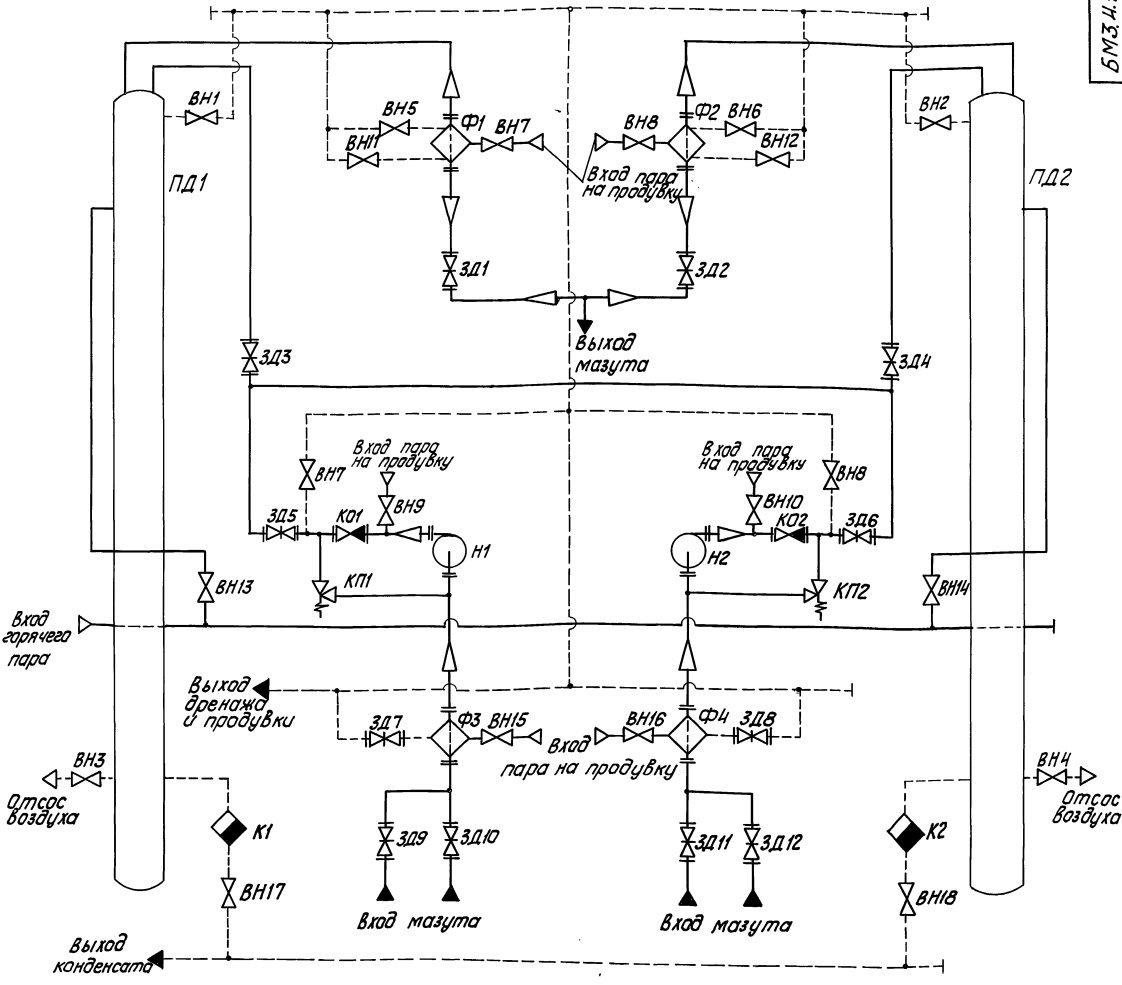 БМЗ.4.
ВН1
ВН5
Ф1
ВН7
ВН11
ВН8
Ф2
ВН6
ВН12
ВН2
Вход пара
на продувку
ПД1
ПД2
ЗД1
ЗД2
Выход
мазута
ЗД3
ЗД4
Вход пара
на продувку
Вход пара
на продувку
ВН7
ВН9
ВН10
ВН8
ЗД5
КО1
КО2
ЗД6
Н1
Н2
КП1
КП2
ВН13
ВН14
Вход
горячего
пара
Выход
дренажа
и продувки
ЗД7
Ф3
ВН15
ВН16
Ф4
ЗД8
Вход
пара на продувку
ВН3
ВН4
Отсос
воздуха
Отсос
воздуха
К1
К2
ЗД9
ЗД10
ЗД11
ЗД12
ВН17
ВН18
Вход мазута
Вход мазута
Выход
конденсата